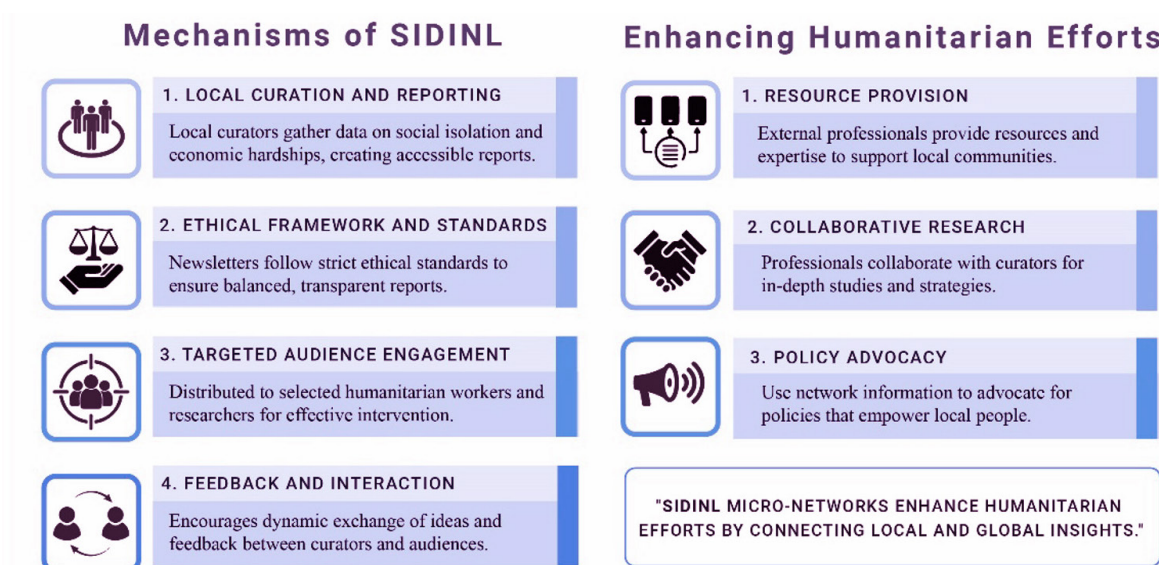 Mechanisms of SIDINL
1. LOCAL CURATION AND REPORTING
Local curators gather data on social isolation and
economic hardships, creating accessible reports.
2. ETHICAL FRAMEWORK AND STANDARDS
Newsletters follow strict ethical standards to
ensure balanced, transparent reports.
3. TARGETED AUDIENCE ENGAGEMENT
Distributed to selected humanitarian workers and
researchers for effective intervention.
4. FEEDBACK AND INTERACTION
Encourages dynamic exchange of ideas and
feedback between curators and audiences.
Enhancing Humanitarian Efforts
1. RESOURCE PROVISION
External professionals provide resources and
expertise to support local communities.
2. COLLABORATIVE RESEARCH
Professionals collaborate with curators for
in-depth studies and strategies.
3. POLICY ADVOCACY
Use network information to advocate for
policies that empower local people.
"SIDINL MICRO-NETWORKS ENHANCE HUMANITARIAN
EFFORTS BY CONNECTING LOCAL AND GLOBAL INSIGHTS."